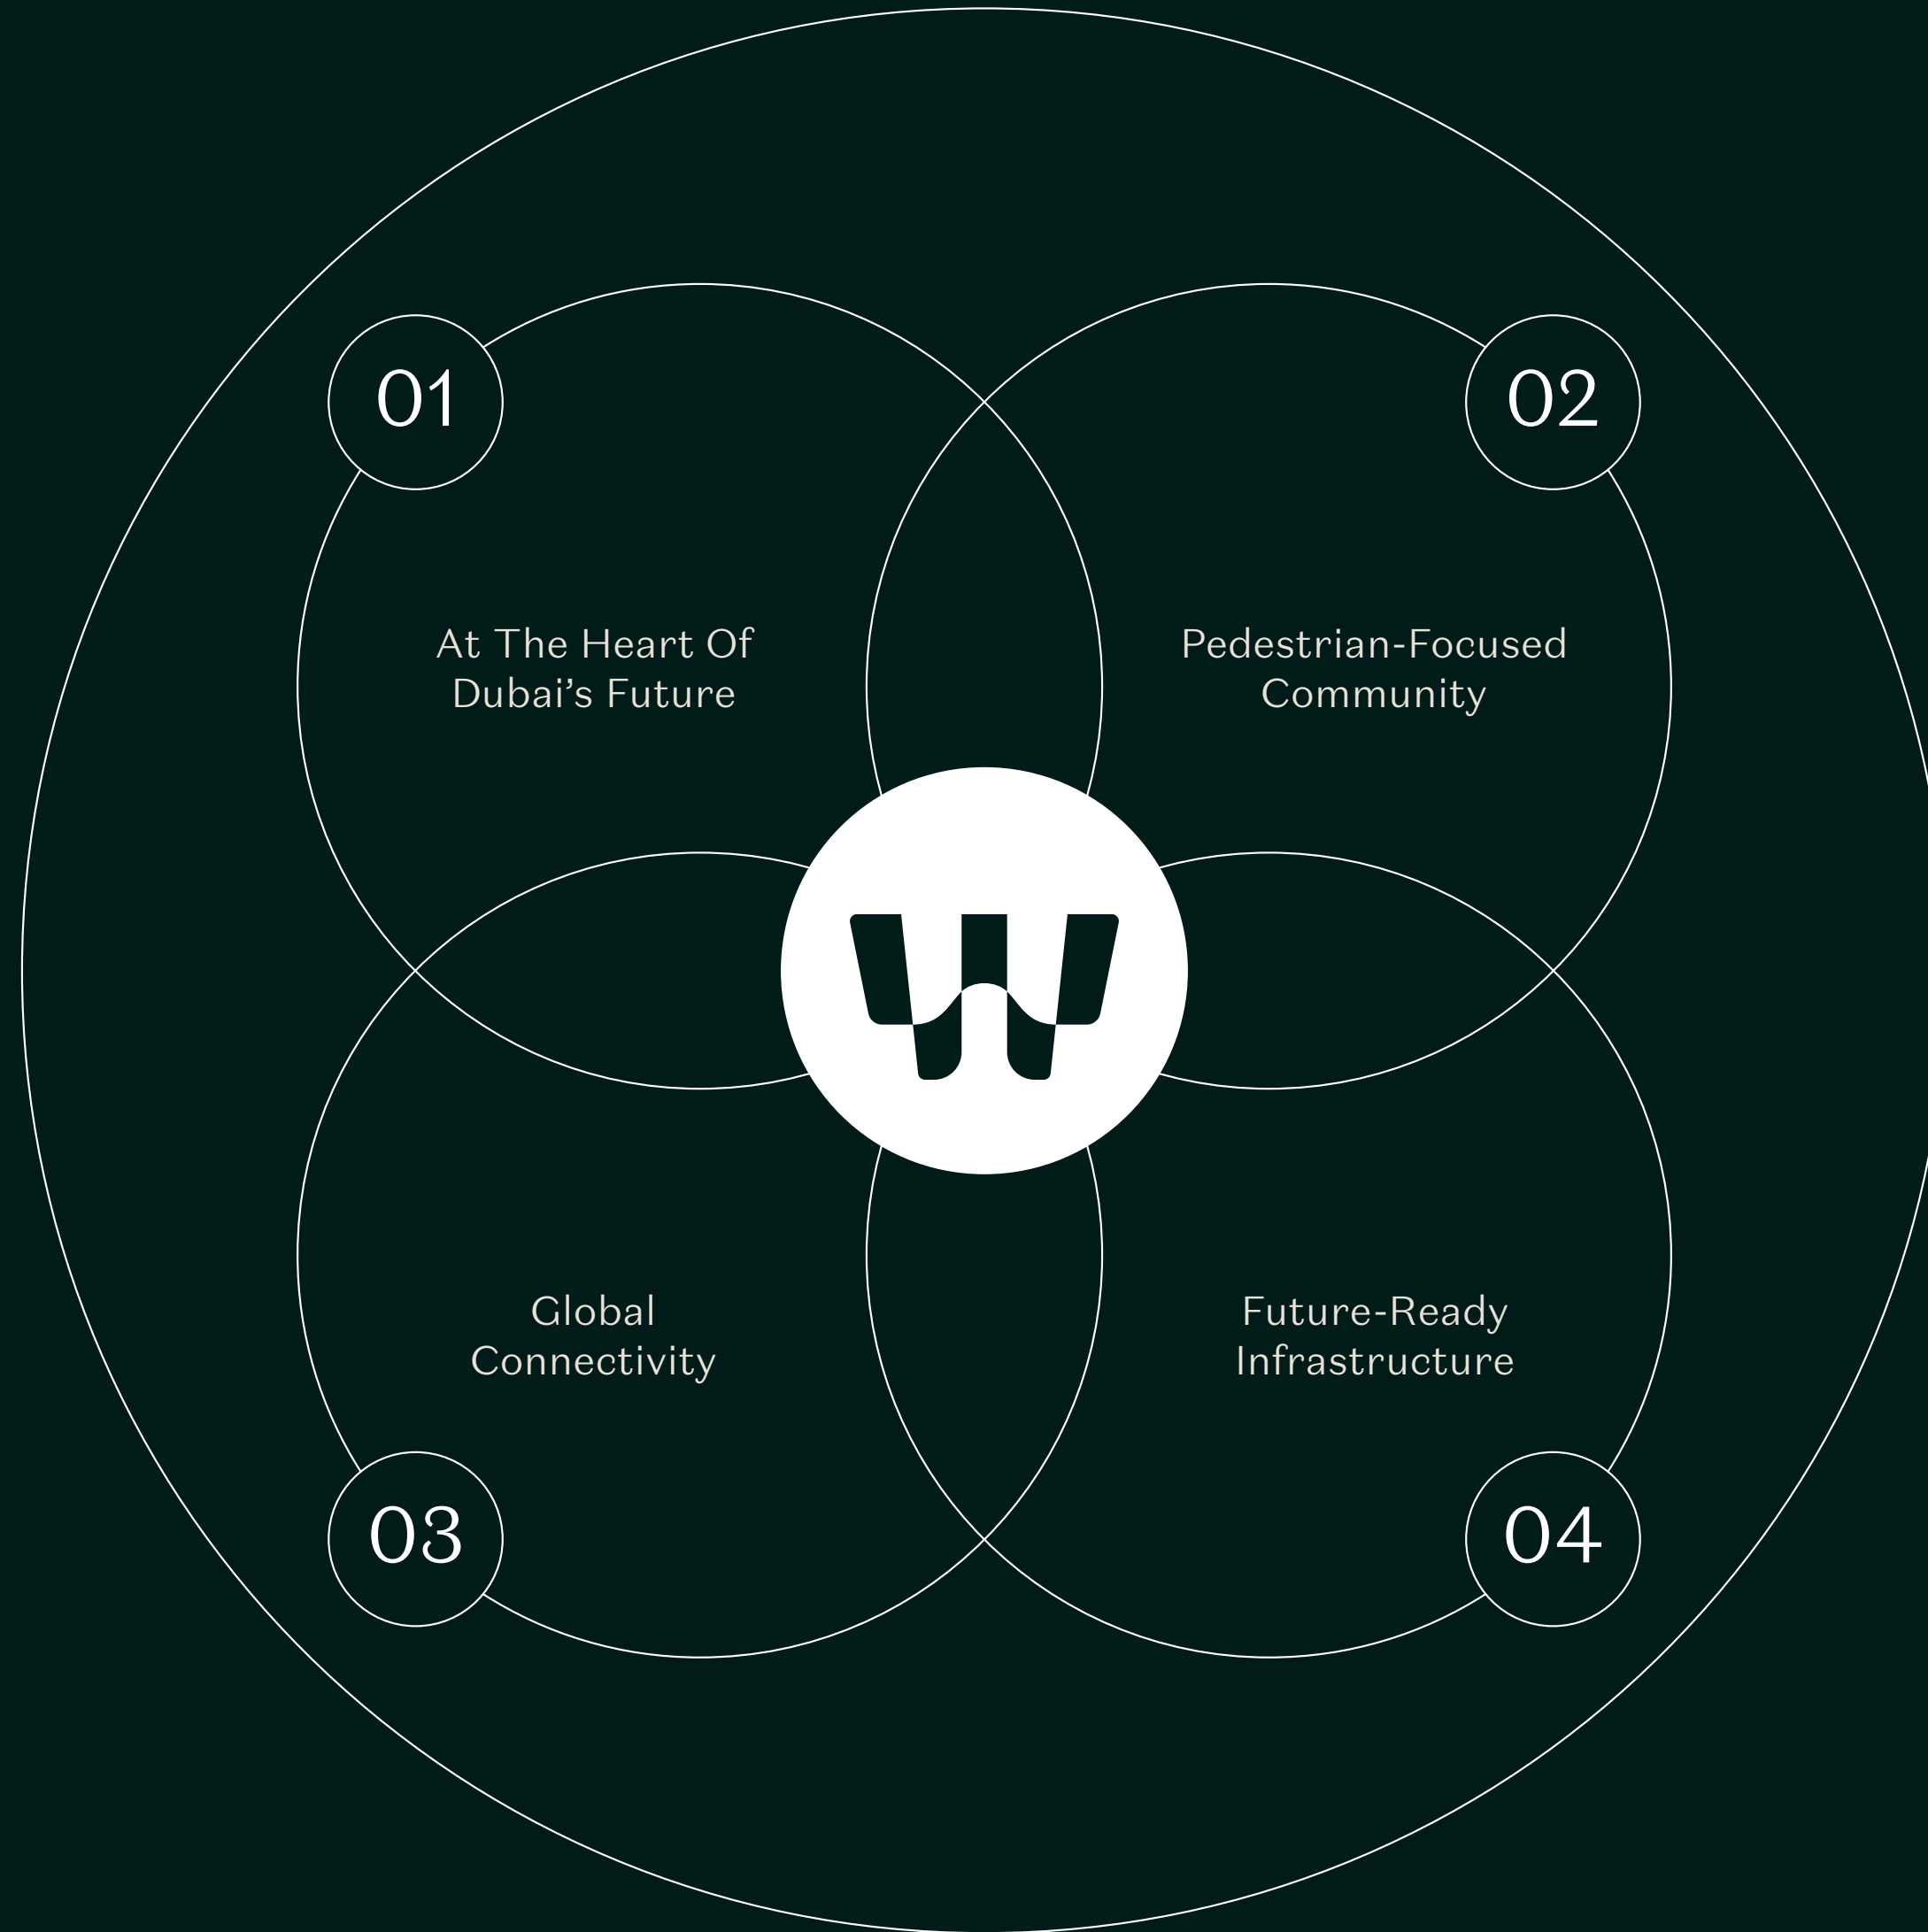 01
At The Heart Of
Dubai’s Future
02
Pedestrian-Focused
Community
W
Global
Connectivity
03
Future-Ready
Infrastructure
04